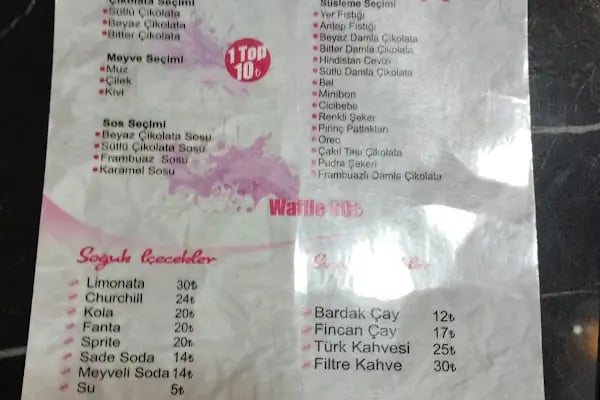 Çikolata Seçimi
Sütlü Çikolata
Beyaz Çikolata
Bitter Çikolata
Meyve Seçimi
Muz
Çilek
Kivi
Sos Seçimi
Beyaz Çikolata Sosu
Sütlü Çikolata Sosu
Frambuaz Sosu
Karamel Sosu
1 Top
10₺
Süsleme Seçimi
Yer Fıstığı
Antep Fıstığı
Beyaz Damla Çikolata
Bitter Damla Çikolata
Hindistan Cevizi
Sütlü Damla Çikolata
Bal
Minibon
Cicibebe
Renkli Şeker
Pirinç Patlakları
Oreo
Çakıl Taşı Çikolata
Pudra Şekeri
Frambuazlı Damla Çikolata
Waffle
Soğuk İçecekler
Limonata 30₺
Churchill 24₺
Kola 20₺
Fanta 20₺
Sprite 20₺
Sade Soda 14₺
Meyveli Soda 14₺
Su 5₺
Bardak Çay 12₺
Fincan Çay 17₺
Türk Kahvesi 25₺
Filtre Kahve 30₺